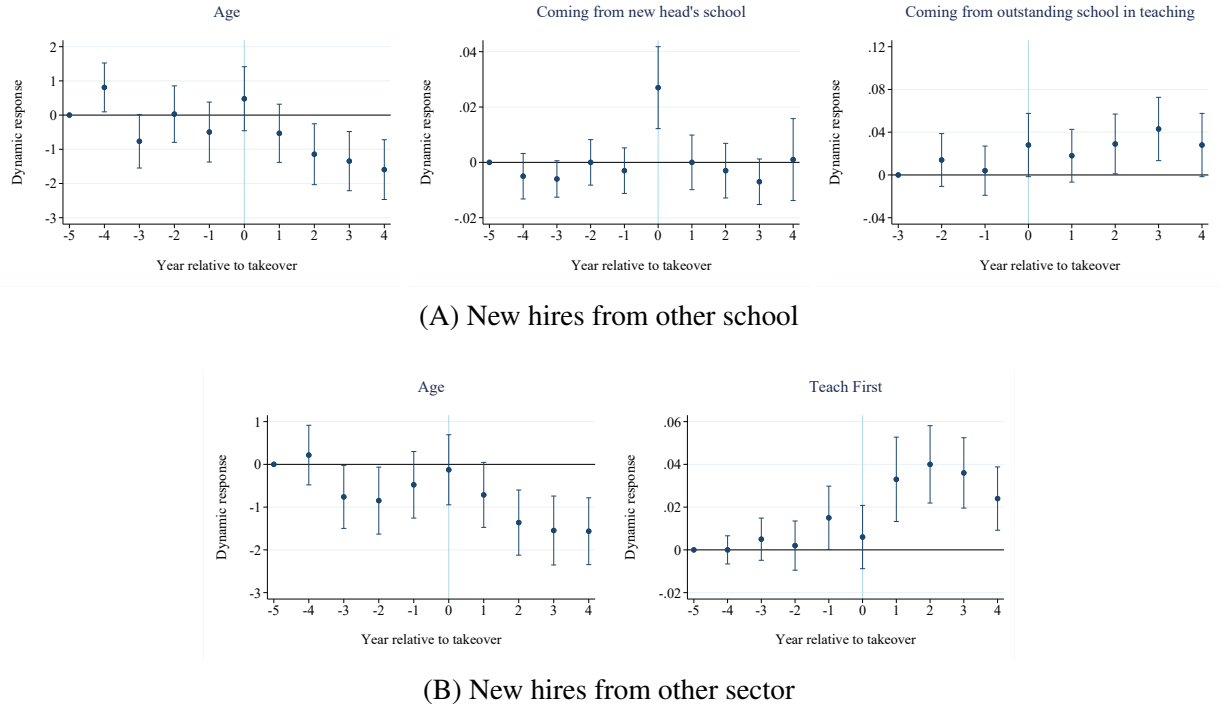 Age
Coming from new head's school
Coming from outstanding school in teaching
Dynamic response
2
1
0
-1
-2
-3
-5 -4 -3 -2 -1 0 1 2 3 4
Year relative to takeover
Dynamic response
.04
.02
0
-.02
-5 -4 -3 -2 -1 0 1 2 3 4
Year relative to takeover
Dynamic response
.12
.08
.04
0
-.04
-3 -2 -1 0 1 2 3 4
Year relative to takeover
(A) New hires from other school
Age
Teach First
Dynamic response
1
0
-1
-2
-3
-5 -4 -3 -2 -1 0 1 2 3 4
Year relative to takeover
Dynamic response
.06
.04
.02
0
-.02
-5 -4 -3 -2 -1 0 1 2 3 4
Year relative to takeover
(B) New hires from other sector